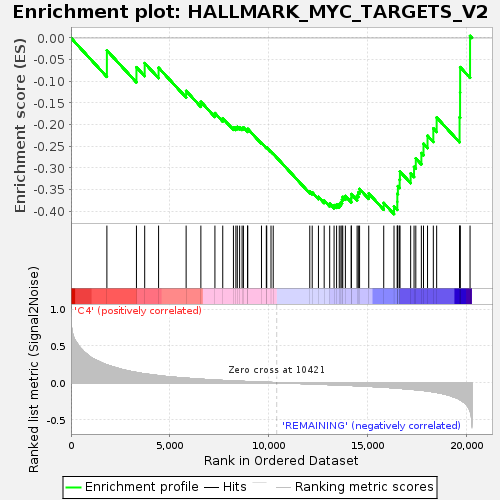 Enrichment plot: HALLMARK_MYC_TARGETS_V2
Enrichment score (ES)
0.00
-0.05
-0.10
-0.15
-0.20
-0.25
-0.30
-0.35
-0.40
Ranked list metric (Signal2Noise)
1.0
0.5
0.0
-0.5
'C4' (positively correlated)
Zero cross at 10421
'REMAINING' (negatively correlated)
0
5,000
10,000
15,000
20,000
Rank in Ordered Dataset
Enrichment profile
Hits
Ranking metric scores